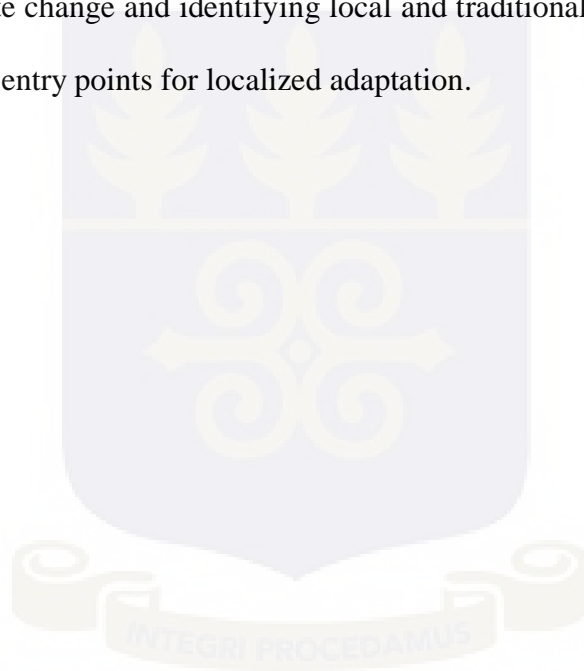 te change and identifying local and traditional
entry points for localized adaptation.
INTEGRI PROCEDAMUS